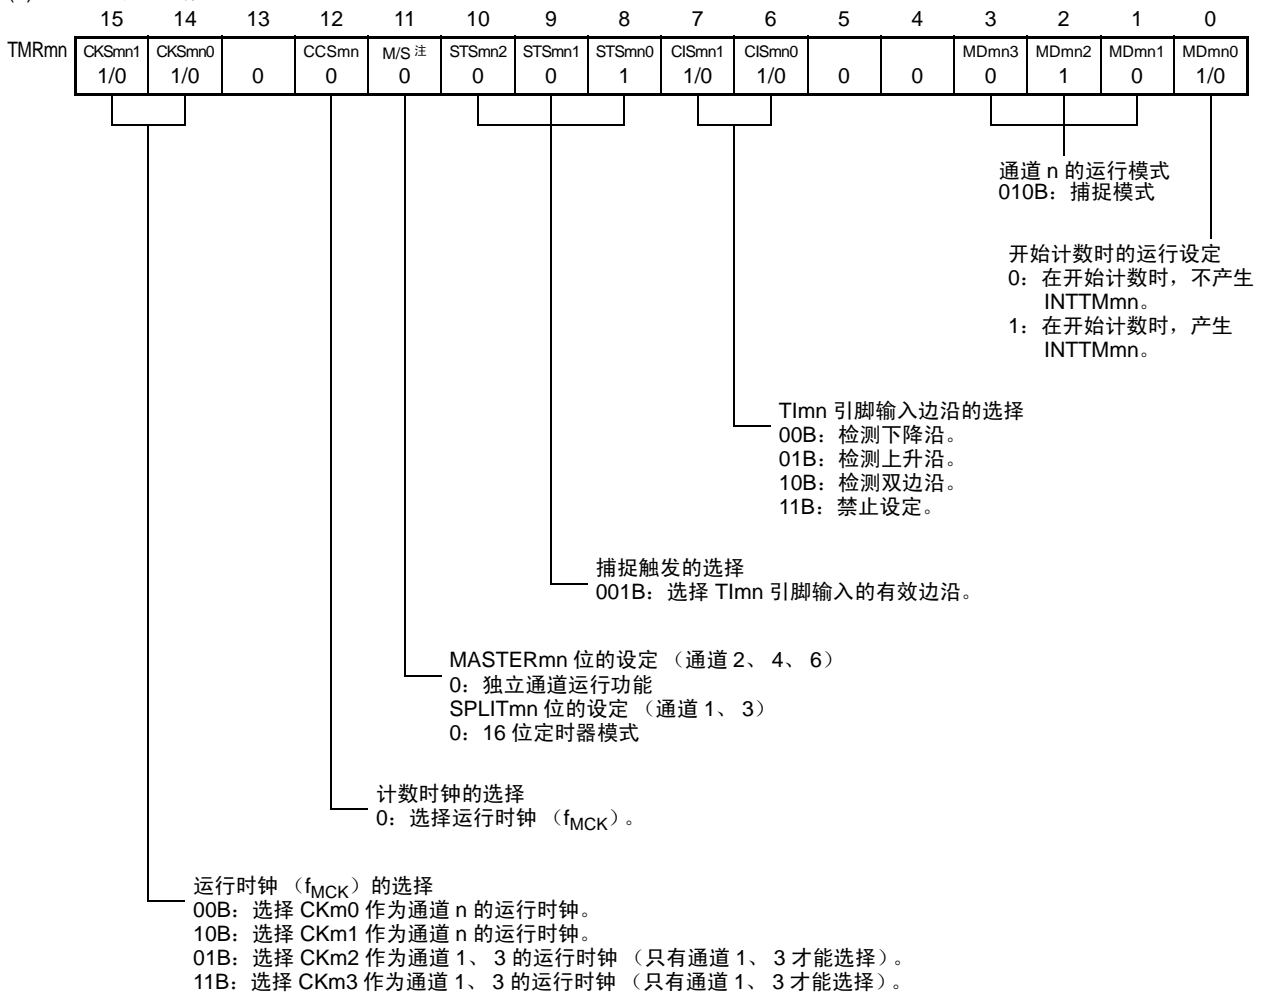 15 14 13 12 11 10 9 8 7 6 5 4 3 2 1 0
TMRmn CKSmn1 CKSmn0 CCSmn M/S 注 STSmn2 STSmn1 STSmn0 CISmn1 CISmn0 MDmn3 MDmn2 MDmn1 MDmn0
1/0 1/0 0 0 0 0 0 1 1/0 1/0 0 0 0 1 0 1/0
通道 n 的运行模式
010B：捕捉模式
开始计数时的运行设定
0：在开始计数时，不产生
INTTMmn。
1：在开始计数时，产生
INTTMmn。
TImn 引脚输入边沿的选择
00B：检测下降沿。
01B：检测上升沿。
10B：检测双边沿。
11B：禁止设定。
捕捉触发的选择
001B：选择 TImn 引脚输入的有效边沿。
MASTERmn 位的设定 （通道 2、 4、 6）
0：独立通道运行功能
SPLITmn 位的设定 （通道 1、 3）
0：16 位定时器模式
计数时钟的选择
0：选择运行时钟 （fMCK）。
运行时钟 （fMCK）的选择
00B：选择 CKm0 作为通道 n 的运行时钟。
10B：选择 CKm1 作为通道 n 的运行时钟。
01B：选择 CKm2 作为通道 1、 3 的运行时钟 （只有通道 1、 3 才能选择）。
11B：选择 CKm3 作为通道 1、 3 的运行时钟 （只有通道 1、 3 才能选择）。